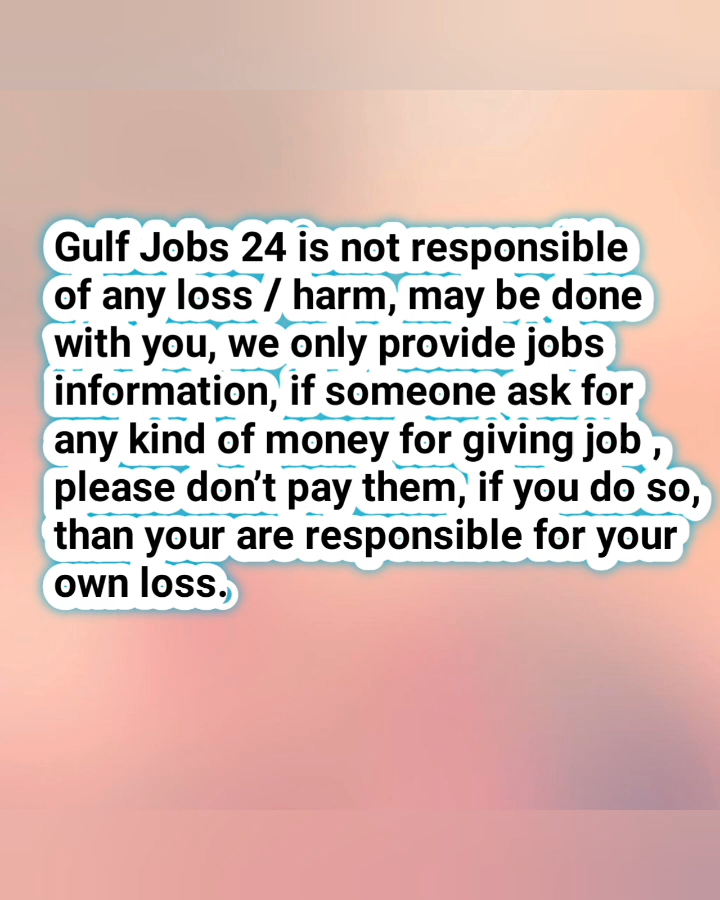 Gulf Jobs 24 is not responsible
of any loss / harm, may be done
with you, we only provide jobs
information, if someone ask for
any kind of money for giving job ,
please don’t pay them, if you do so,
than your are responsible for your
own loss.